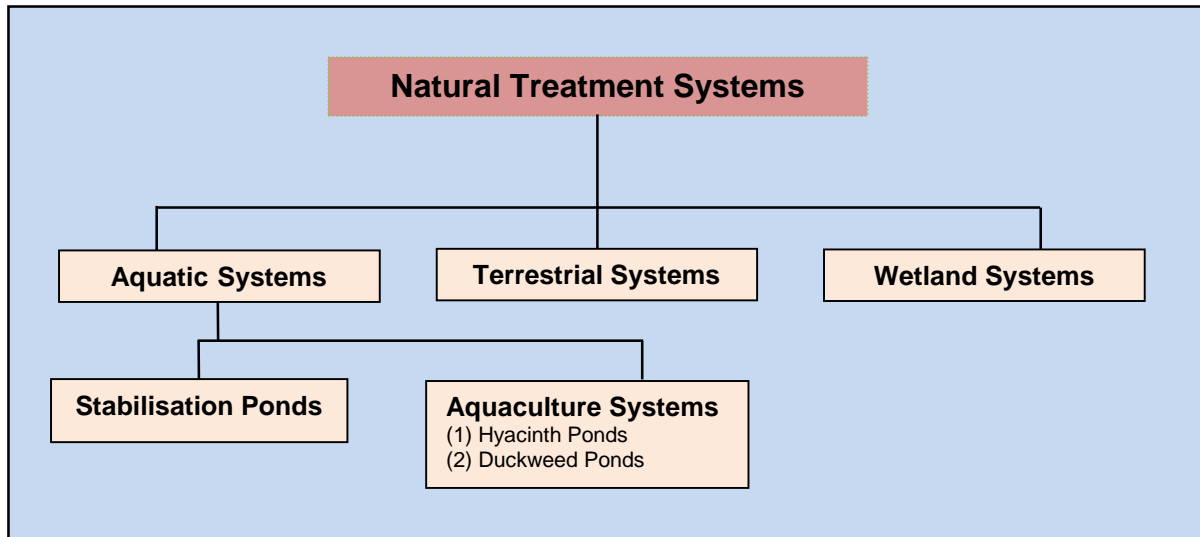 Natural Treatment Systems
Aquatic Systems
Terrestrial Systems
Wetland Systems
Stabilisation Ponds
Aquaculture Systems
(1) Hyacinth Ponds
(2) Duckweed Ponds